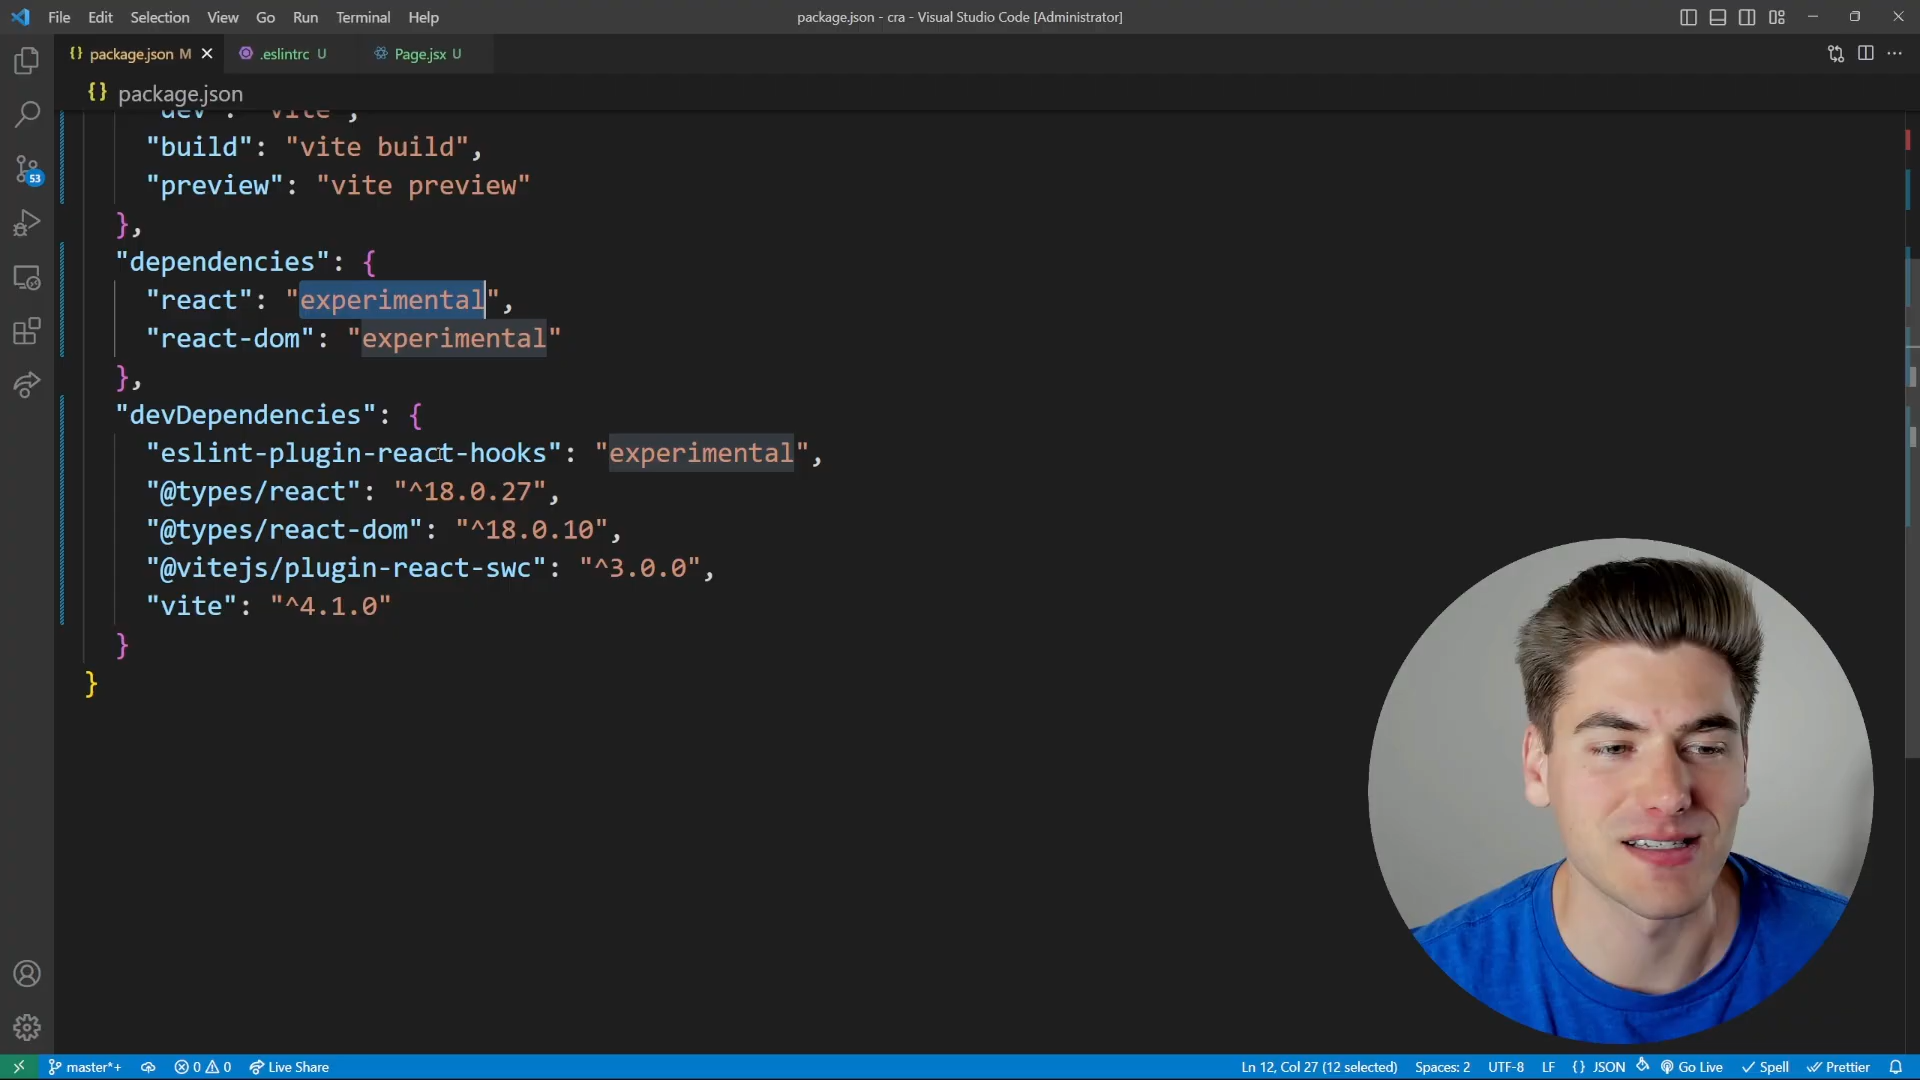 File Edit Selection View Go Run Terminal Help
package.json - cra - Visual Studio Code [Administrator]
{} package.json M
.eslintrc U
Page.jsx U
{} package.json
"dev": "vite",
"build": "vite build",
"preview": "vite preview"
},
"dependencies": {
"react": "experimental",
"react-dom": "experimental"
},
"devDependencies": {
"eslint-plugin-react-hooks": "experimental",
"@types/react": "^18.0.27",
"@types/react-dom": "^18.0.10",
"@vitejs/plugin-react-swc": "^3.0.0",
"vite": "^4.1.0"
}
}
53
master*+ 0 0 Live Share
Ln 12, Col 27 (12 selected) Spaces: 2 UTF-8 LF {} JSON Go Live Spell Prettier